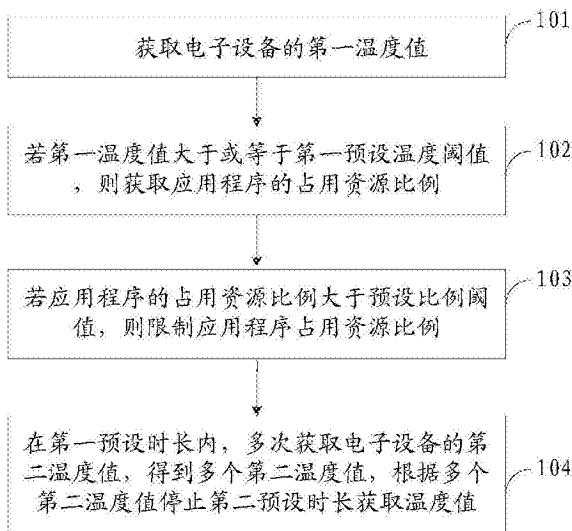 获取电子设备的第一温度值
101
若第一温度值大于或等于第一预设温度阈值
，则获取应用程序的占用资源比例
102
若应用程序的占用资源比例大于预设比例阈
值，则限制应用程序占用资源比例
103
在第一预设时长内，多次获取电子设备的第
二温度值，得到多个第二温度值，根据多个
第二温度值停止第二预设时长获取温度值
104